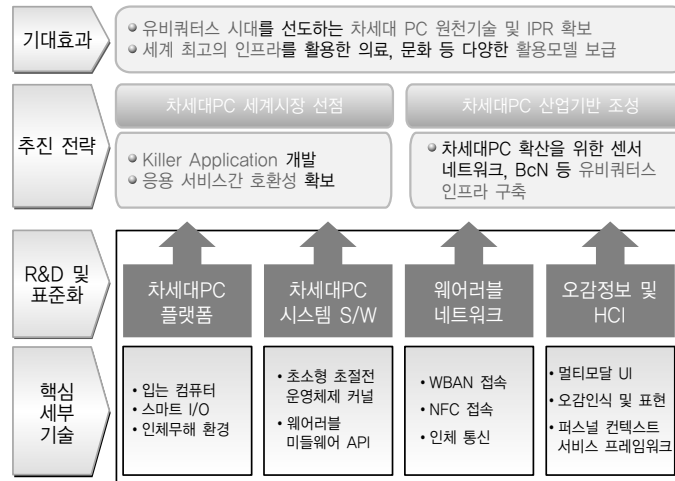 기대효과
유비쿼터스 시대를 선도하는 차세대 PC 원천기술 및 IPR 확보
세계 최고의 인프라를 활용한 의료, 문화 등 다양한 활용모델 보급
추진 전략
차세대PC 세계시장 선점
차세대PC 산업기반 조성
Killer Application 개발
응용 서비스간 호환성 확보
차세대PC 확산을 위한 센서
네트워크, BcN 등 유비쿼터스
인프라 구축
R&D 및
표준화
차세대PC
플랫폼
차세대PC
시스템 S/W
웨어러블
네트워크
오감정보 및
HCI
핵심
세부
기술
• 입는 컴퓨터
• 스마트 I/O
• 인체무해 환경
• 초소형 초절전
운영체제 커널
• 웨어러블
미들웨어 API
• WBAN 접속
• NFC 접속
• 인체 통신
• 멀티모달 UI
• 오감인식 및 표현
• 퍼스널 컨텍스트
서비스 프레임워크